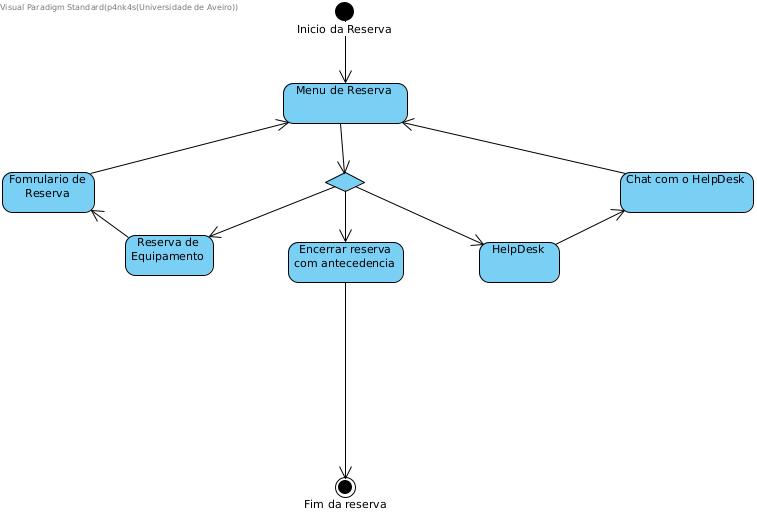 Visual Paradigm Standard(p4nk4s(Universidade de Aveiro))
Inicio da Reserva
Menu de Reserva
Fomrulario de
Reserva
Chat com o HelpDesk
Reserva de
Equipamento
Encerrar reserva
com antecedencia
HelpDesk
Fim da reserva